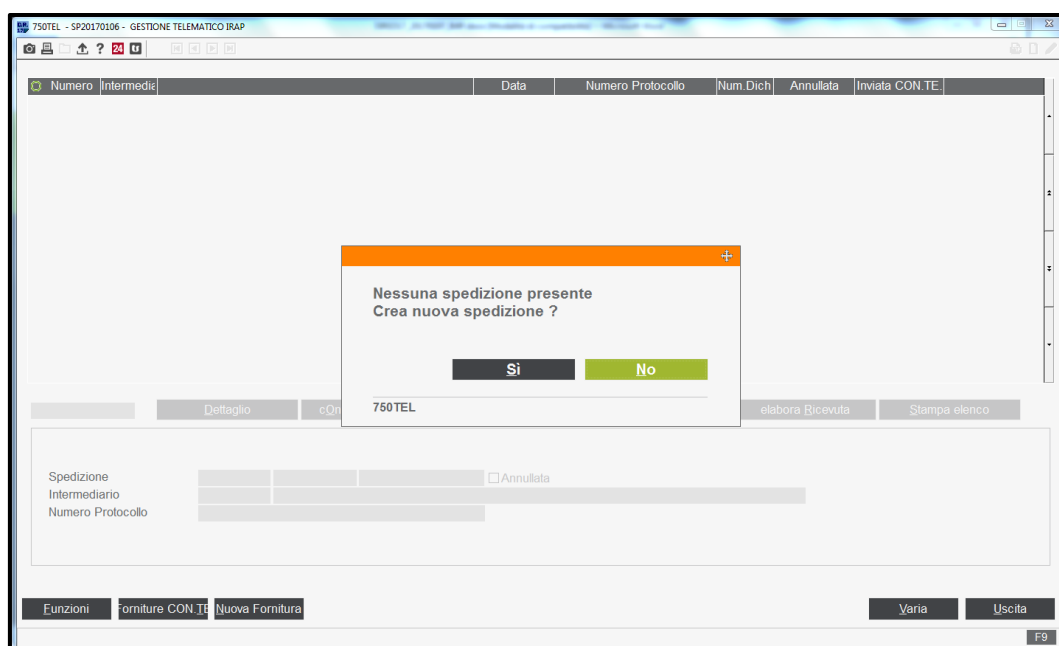 750TEL - SP20170106 - GESTIONE TELEMATICO IRAP
? 24
Numero Intermedia Data Numero Protocollo Num.Dich Annullata Inviata CON.TE.
Nessuna spedizione presente
Crea nuova spedizione ?
Sì No
750TEL
Dettaglio cOn elabora Ricevuta Stampa elenco
Spedizione Annullata
Intermediario
Numero Protocollo
Funzioni Forniture CON.TE Nuova Fornitura Varia Uscita
F9